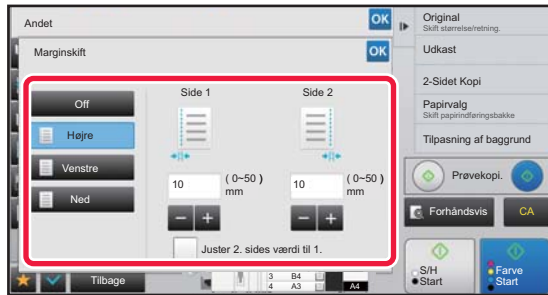 Andet
OK
Marginskift
OK
Off
Højre
Venstre
Ned
Side 1
Side 2
10
( 0~50 )
mm
10
( 0~50 )
mm
Juster 2. sides værdi til 1.
Tilbage
3 B4
4 A3
A4
Original
Skift størrelse/retning.
Udkast
2-Sidet Kopi
Papirvalg
Skift papirindføringsbakke
Tilpasning af baggrund
Prøvekopi.
Forhåndsvis
CA
S/H
Start
Farve
Start